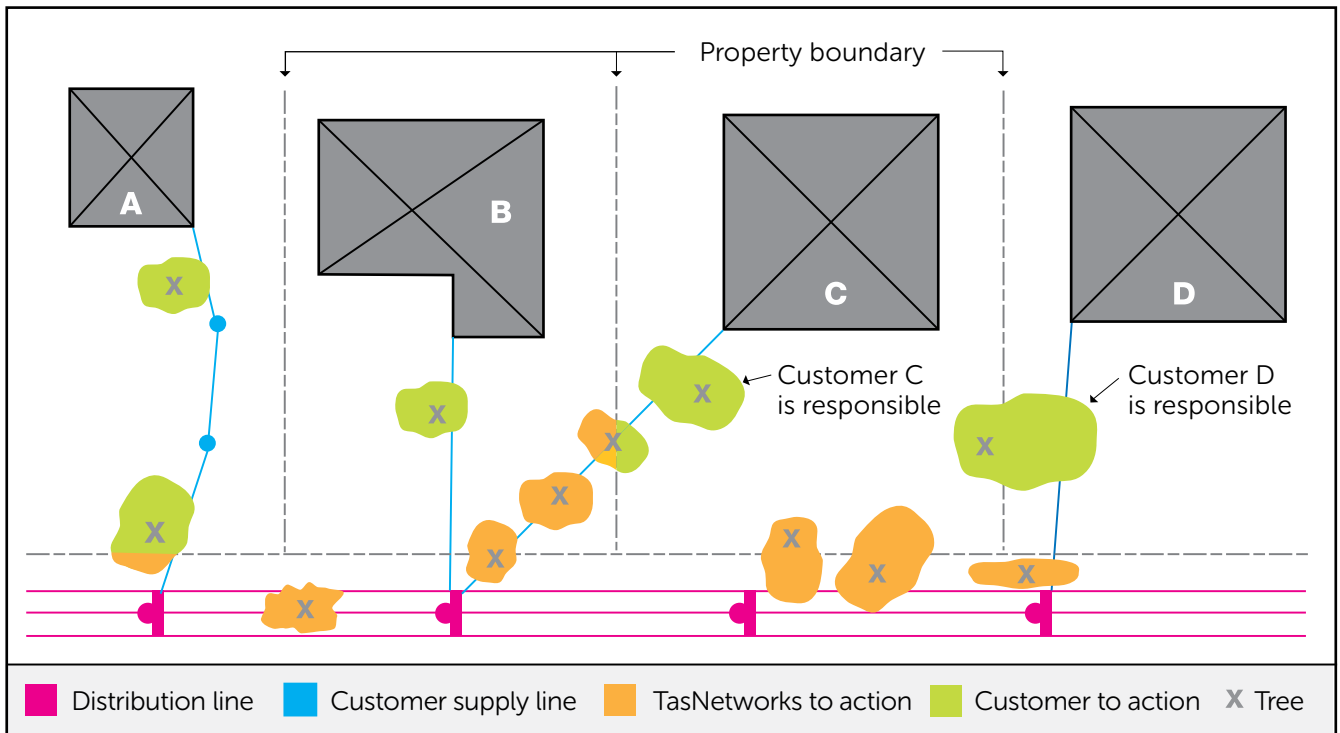 Property boundary
A
B
C
D
X
X
X
X
X
X
X
X
X
X
X
X
X
Customer C
is responsible
Customer D
is responsible
Distribution line
Customer supply line
TasNetworks to action
Customer to action
X Tree